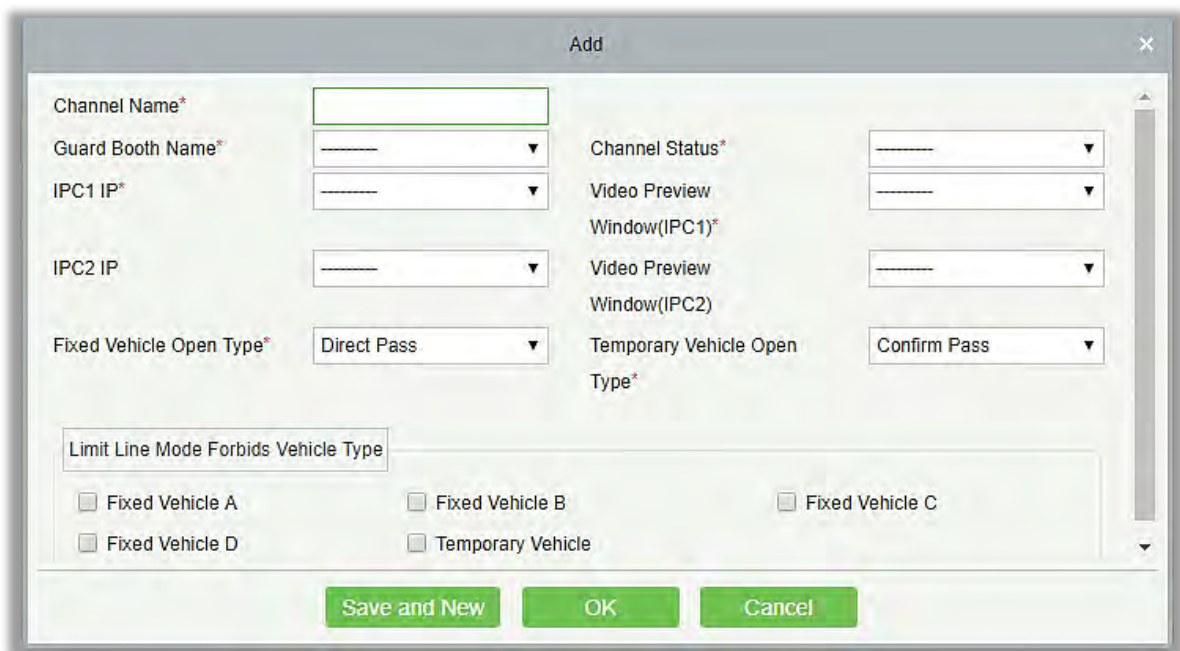 Add
Channel Name*
Guard Booth Name* --------- Channel Status* ---------
IPC1 IP* --------- Video Preview ---------
Window(IPC1)*
IPC2 IP --------- Video Preview ---------
Window(IPC2)
Fixed Vehicle Open Type* Direct Pass Temporary Vehicle Open Confirm Pass
Type*
Limit Line Mode Forbids Vehicle Type
Fixed Vehicle A Fixed Vehicle B Fixed Vehicle C
Fixed Vehicle D Temporary Vehicle
Save and New OK Cancel